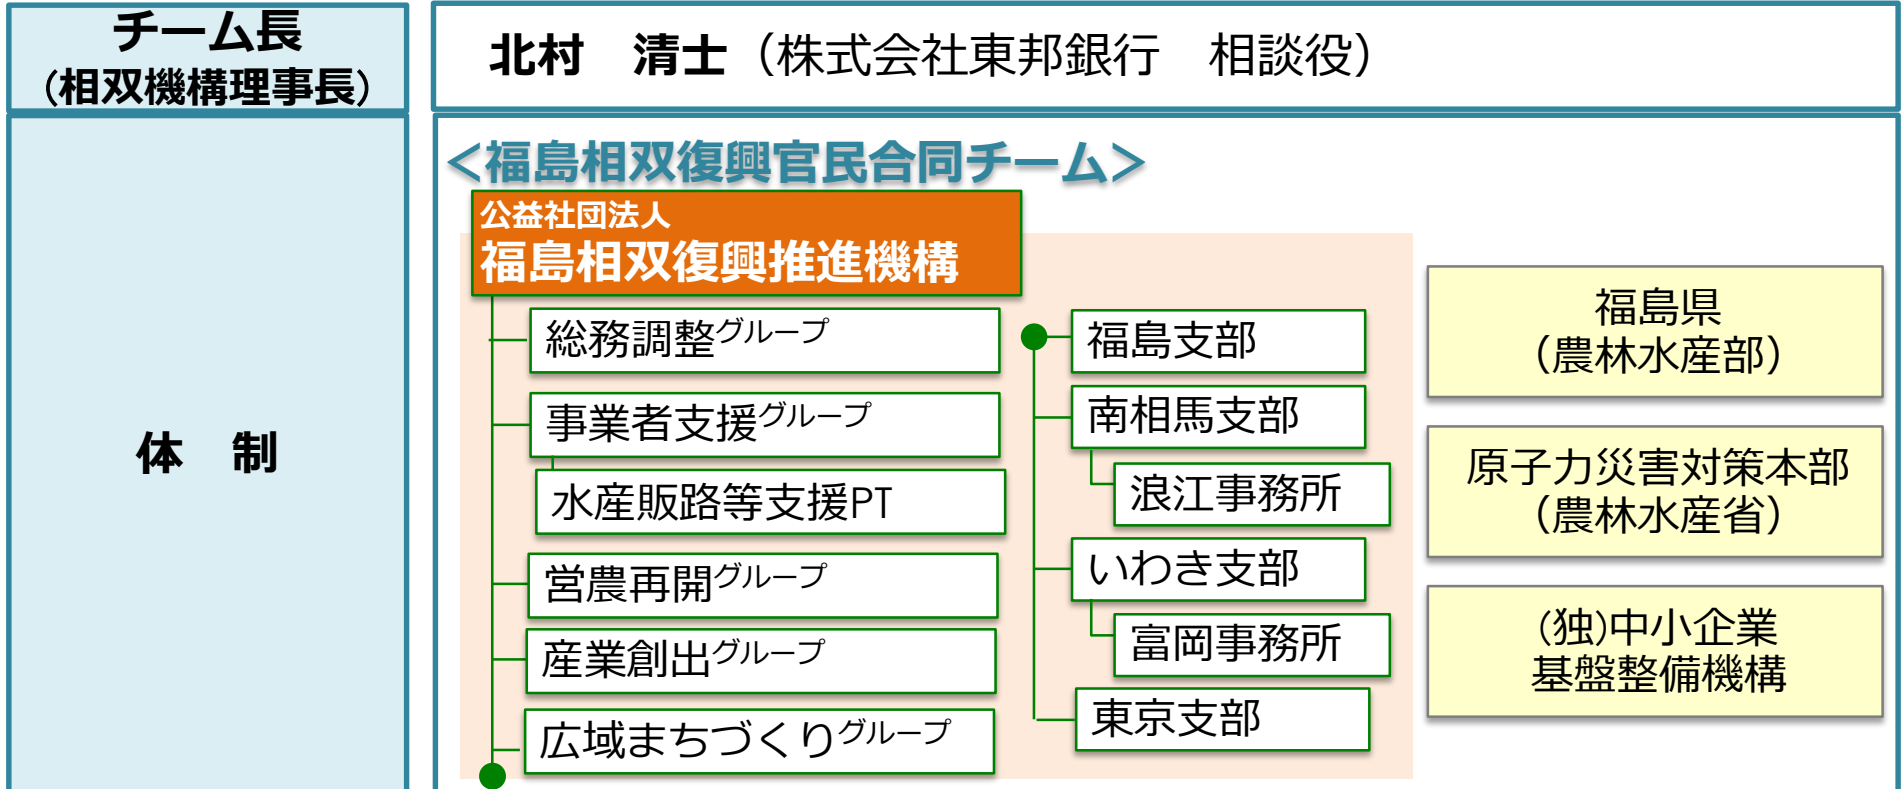 チーム長
（相双機構理事長）
北村　清士（株式会社東邦銀行　相談役）
体　制
＜福島相双復興官民合同チーム＞
公益社団法人
福島相双復興推進機構
総務調整グループ
事業者支援グループ
水産販路等支援PT
営農再開グループ
産業創出グループ
広域まちづくりグループ
福島支部
南相馬支部
浪江事務所
いわき支部
富岡事務所
東京支部
福島県
（農林水産部）
原子力災害対策本部
（農林水産省）
（独）中小企業
基盤整備機構